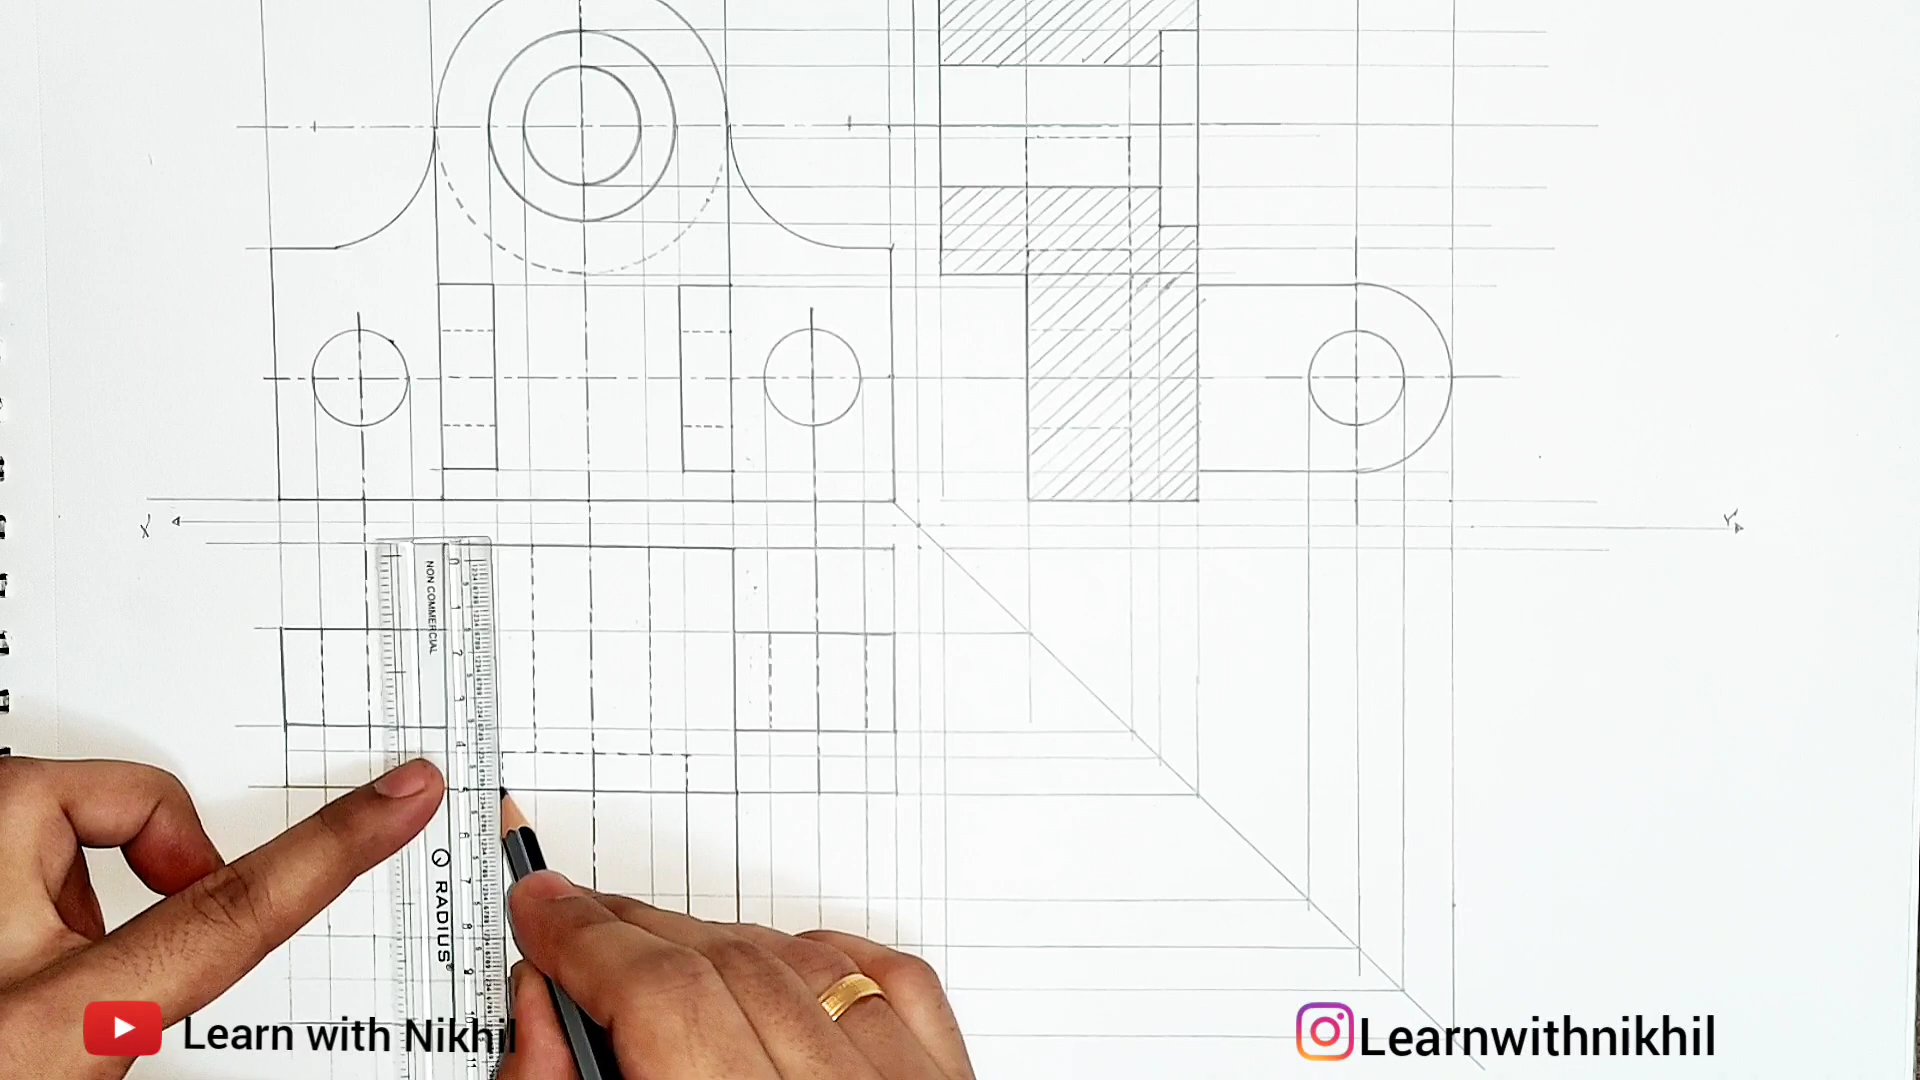 X
Y
NON COMMERCIAL
RADIUS
Learn with Nikhil
Learnwithnikhil